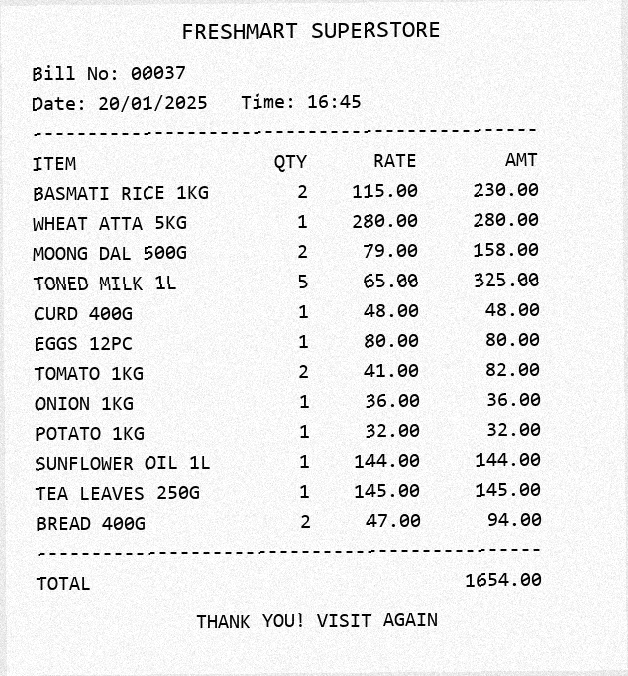 FRESHMART SUPERSTORE
Bill No: 00037
Date: 20/01/2025 Time: 16:45
----------------------------------------------
ITEM QTY RATE AMT
BASMATI RICE 1KG 2 115.00 230.00
WHEAT ATTA 5KG 1 280.00 280.00
MOONG DAL 500G 2 79.00 158.00
TONED MILK 1L 5 65.00 325.00
CURD 400G 1 48.00 48.00
EGGS 12PC 1 80.00 80.00
TOMATO 1KG 2 41.00 82.00
ONION 1KG 1 36.00 36.00
POTATO 1KG 1 32.00 32.00
SUNFLOWER OIL 1L 1 144.00 144.00
TEA LEAVES 250G 1 145.00 145.00
BREAD 400G 2 47.00 94.00
----------------------------------------------
TOTAL 1654.00
THANK YOU! VISIT AGAIN